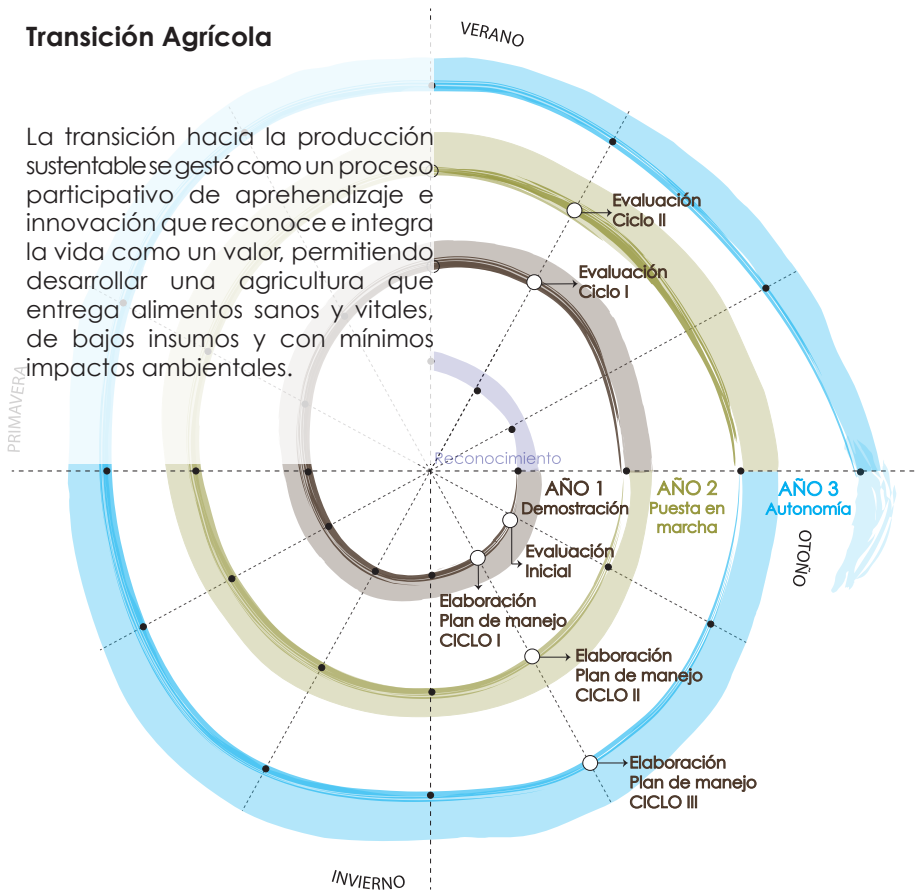 Transición Agrícola
VERANO
La transición hacia la producción
sustentable se gestó como un proceso
participativo de aprehendizaje e
innovación que reconoce e integra
la vida como un valor, permitiendo
desarrollar una agricultura que
entrega alimentos sanos y vitales,
de bajos insumos y con mínimos
impactos ambientales.
Evaluación
Ciclo II
Evaluación
Ciclo I
PRIMAVERA
Reconocimiento
AÑO 1
Demostración
AÑO 2
Puesta en
marcha
AÑO 3
Autonomía
OTOÑO
Evaluación
Inicial
Elaboración
Plan de manejo
CICLO I
Elaboración
Plan de manejo
CICLO II
Elaboración
Plan de manejo
CICLO III
INVIERNO